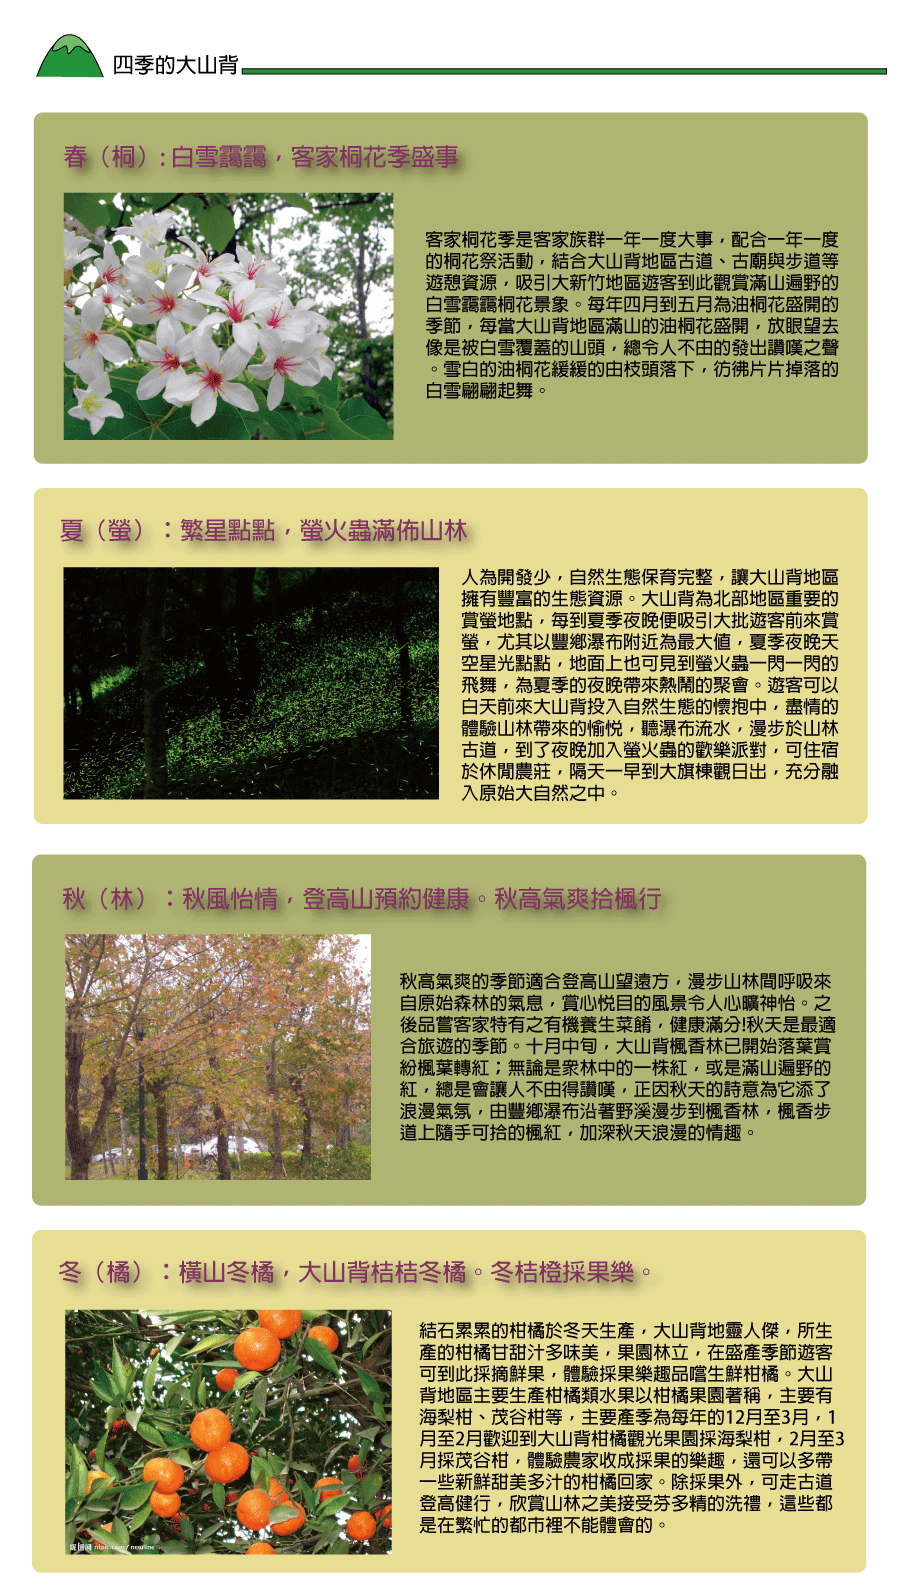 四季的大山背
春（桐）: 白雪靄靄，客家桐花季盛事
客家桐花季是客家族群一年一度大事，配合一年一度
的桐花祭活動，結合大山背地區古道、古廟與步道等
遊憩資源，吸引大新竹地區遊客到此觀賞滿山遍野的
白雪靄靄桐花景象。每年四月到五月為油桐花盛開的
季節，每當大山背地區滿山的油桐花盛開，放眼望去
像是被白雪覆蓋的山頭，總令人不由的發出讚嘆之聲
。雪白的油桐花緩緩的由枝頭落下，彷彿片片掉落的
白雪翩翩起舞。
夏（螢）：繁星點點，螢火蟲滿佈山林
人為開發少，自然生態保育完整，讓大山背地區
擁有豐富的生態資源。大山背為北部地區重要的
賞螢地點，每到夏季夜晚便吸引大批遊客前來賞
螢，尤其以豐鄉瀑布附近為最大值，夏季夜晚天
空星光點點，地面上也可見到螢火蟲一閃一閃的
飛舞，為夏季的夜晚帶來熱鬧的聚會。遊客可以
白天前來大山背投入自然生態的懷抱中，盡情的
體驗山林帶來的愉悅，聽瀑布流水，漫步於山林
古道，到了夜晚加入螢火蟲的歡樂派對，可住宿
於休閒農莊，隔天一早到大旗棟觀日出，充分融
入原始大自然之中。
秋（林）：秋風怡情，登高山預約健康。秋高氣爽拾楓行
秋高氣爽的季節適合登高山望遠方，漫步山林間呼吸來
自原始森林的氣息，賞心悅目的風景令人心曠神怡。之
後品嘗客家特有之有機養生菜餚，健康滿分!秋天是最適
合旅遊的季節。十月中旬，大山背楓香林已開始落葉賞
紛楓葉轉紅；無論是眾林中的一株紅，或是滿山遍野的
紅，總是會讓人不由得讚嘆，正因秋天的詩意為它添了
浪漫氣氛，由豐鄉瀑布沿著野溪漫步到楓香林，楓香步
道上隨手可拾的楓紅，加深秋天浪漫的情趣。
冬（橘）：橫山冬橘，大山背桔桔冬橘。冬桔橙採果樂。
結石累累的柑橘於冬天生產，大山背地靈人傑，所生
產的柑橘甘甜汁多味美，果園林立，在盛產季節遊客
可到此採摘鮮果，體驗採果樂趣品嚐生鮮柑橘。大山
背地區主要生產柑橘類水果以柑橘果園著稱，主要有
海梨柑、茂谷柑等，主要產季為每年的12月至3月，1
月至2月歡迎到大山背柑橘觀光果園採海梨柑，2月至3
月採茂谷柑，體驗農家收成採果的樂趣，還可以多帶
一些新鮮甜美多汁的柑橘回家。除採果外，可走古道
登高健行，欣賞山林之美接受芬多精的洗禮，這些都
是在繁忙的都市裡不能體會的。
昵图网 nipic.com/newline